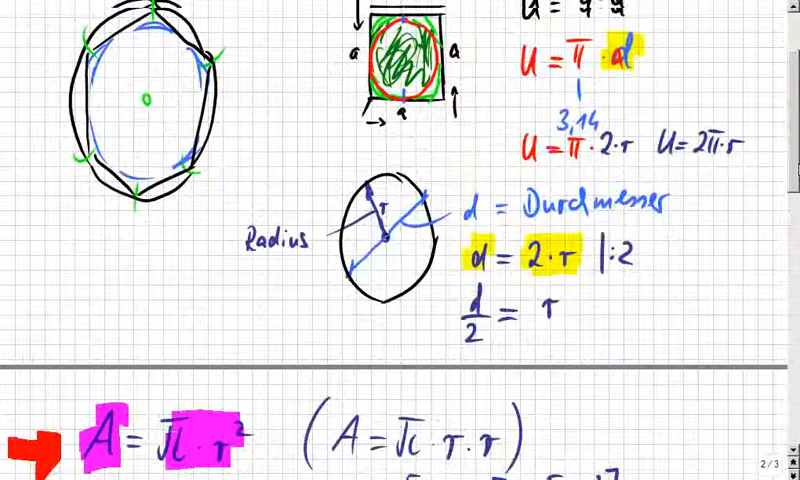 U = π · d
a a
3,14
a
U = π · 2 · r U = 2π · r
r d = Durchmesser
Radius
d = 2 · r |:2
d/2 = r
A = π · r² (A = π · r · r)
2 / 3